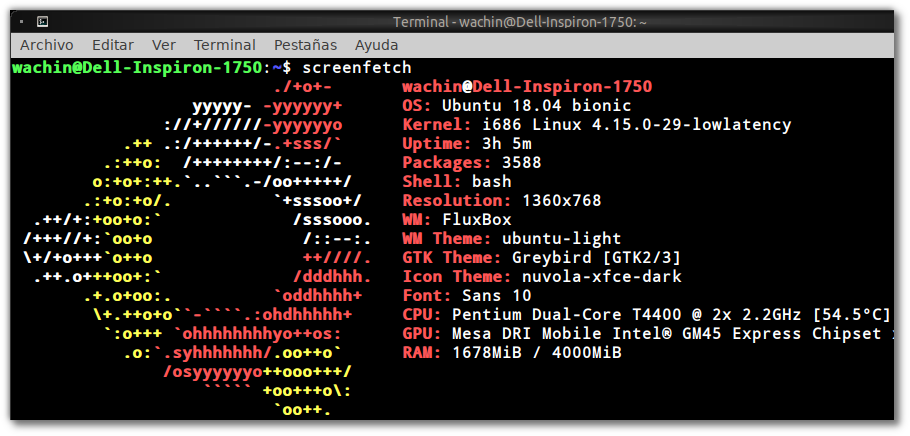 Terminal - wachin@Dell-Inspiron-1750: ~
Archivo Editar Ver Terminal Pestañas Ayuda
wachin@Dell-Inspiron-1750:~$ screenfetch
./+o+- wachin@Dell-Inspiron-1750
yyyyy- -yyyyyy+ OS: Ubuntu 18.04 bionic
://+//////-yyyyyyo Kernel: i686 Linux 4.15.0-29-lowlatency
.++ .:/++++++/-.+sss/` Uptime: 3h 5m
.:++o: /++++++++/:--:/- Packages: 3588
o:+o+:++.`..```.-/oo+++++/ Shell: bash
.:+o:+o/. `+sssoo+/ Resolution: 1360x768
.++/+:+oo+o:` /sssooo. WM: FluxBox
/+++//+:`oo+o /::--:. WM Theme: ubuntu-light
\+/+o+++`o++o ++////. GTK Theme: Greybird [GTK2/3]
.++.o+++oo+:` /dddhhh. Icon Theme: nuvola-xfce-dark
.+.o+oo:. `oddhhhh+ Font: Sans 10
\+.++o+o``-````.:ohdhhhhh+ CPU: Pentium Dual-Core T4400 @ 2x 2.2GHz [54.5°C]
`:o+++ `ohhhhhhhhyo++os: GPU: Mesa DRI Mobile Intel® GM45 Express Chipset
.o:`.syhhhhhhh/.oo++o` RAM: 1678MiB / 4000MiB
/osyyyyyyo++ooo+++/
````` +oo+++o\:
`oo++.